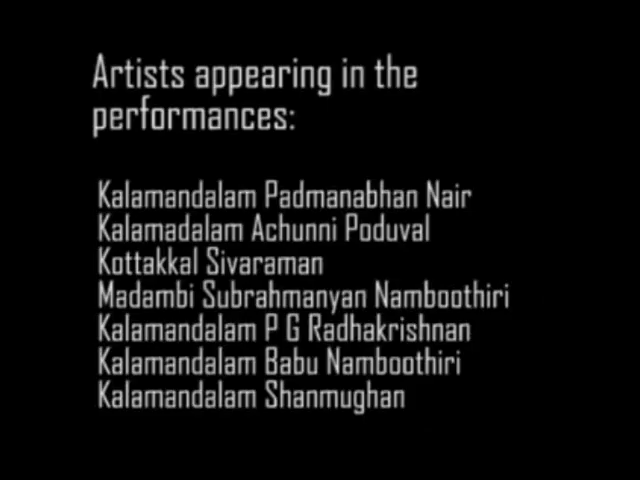 Artists appearing in the
performances:
Kalamandalam Padmanabhan Nair
Kalamadalam Achunni Poduval
Kottakkal Sivaraman
Madambi Subrahmanyan Namboothiri
Kalamandalam P G Radhakrishnan
Kalamandalam Babu Namboothiri
Kalamandalam Shanmughan